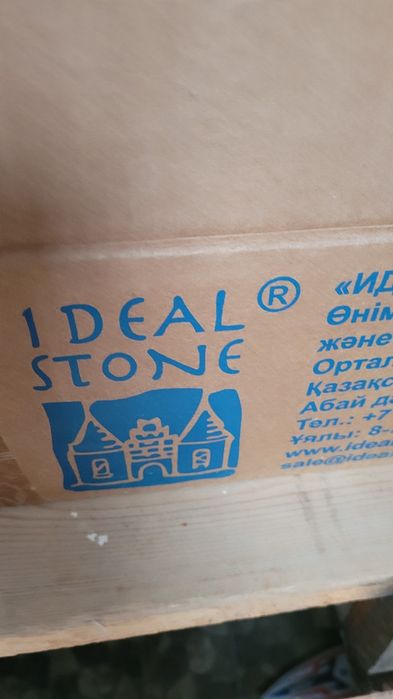 IDEAL ®
STONE
«ИД
Өнім
және
Ортал
Қазақс
Абай д
Тел.: +7
Ұялы: 8-
www.idea
sale@idea